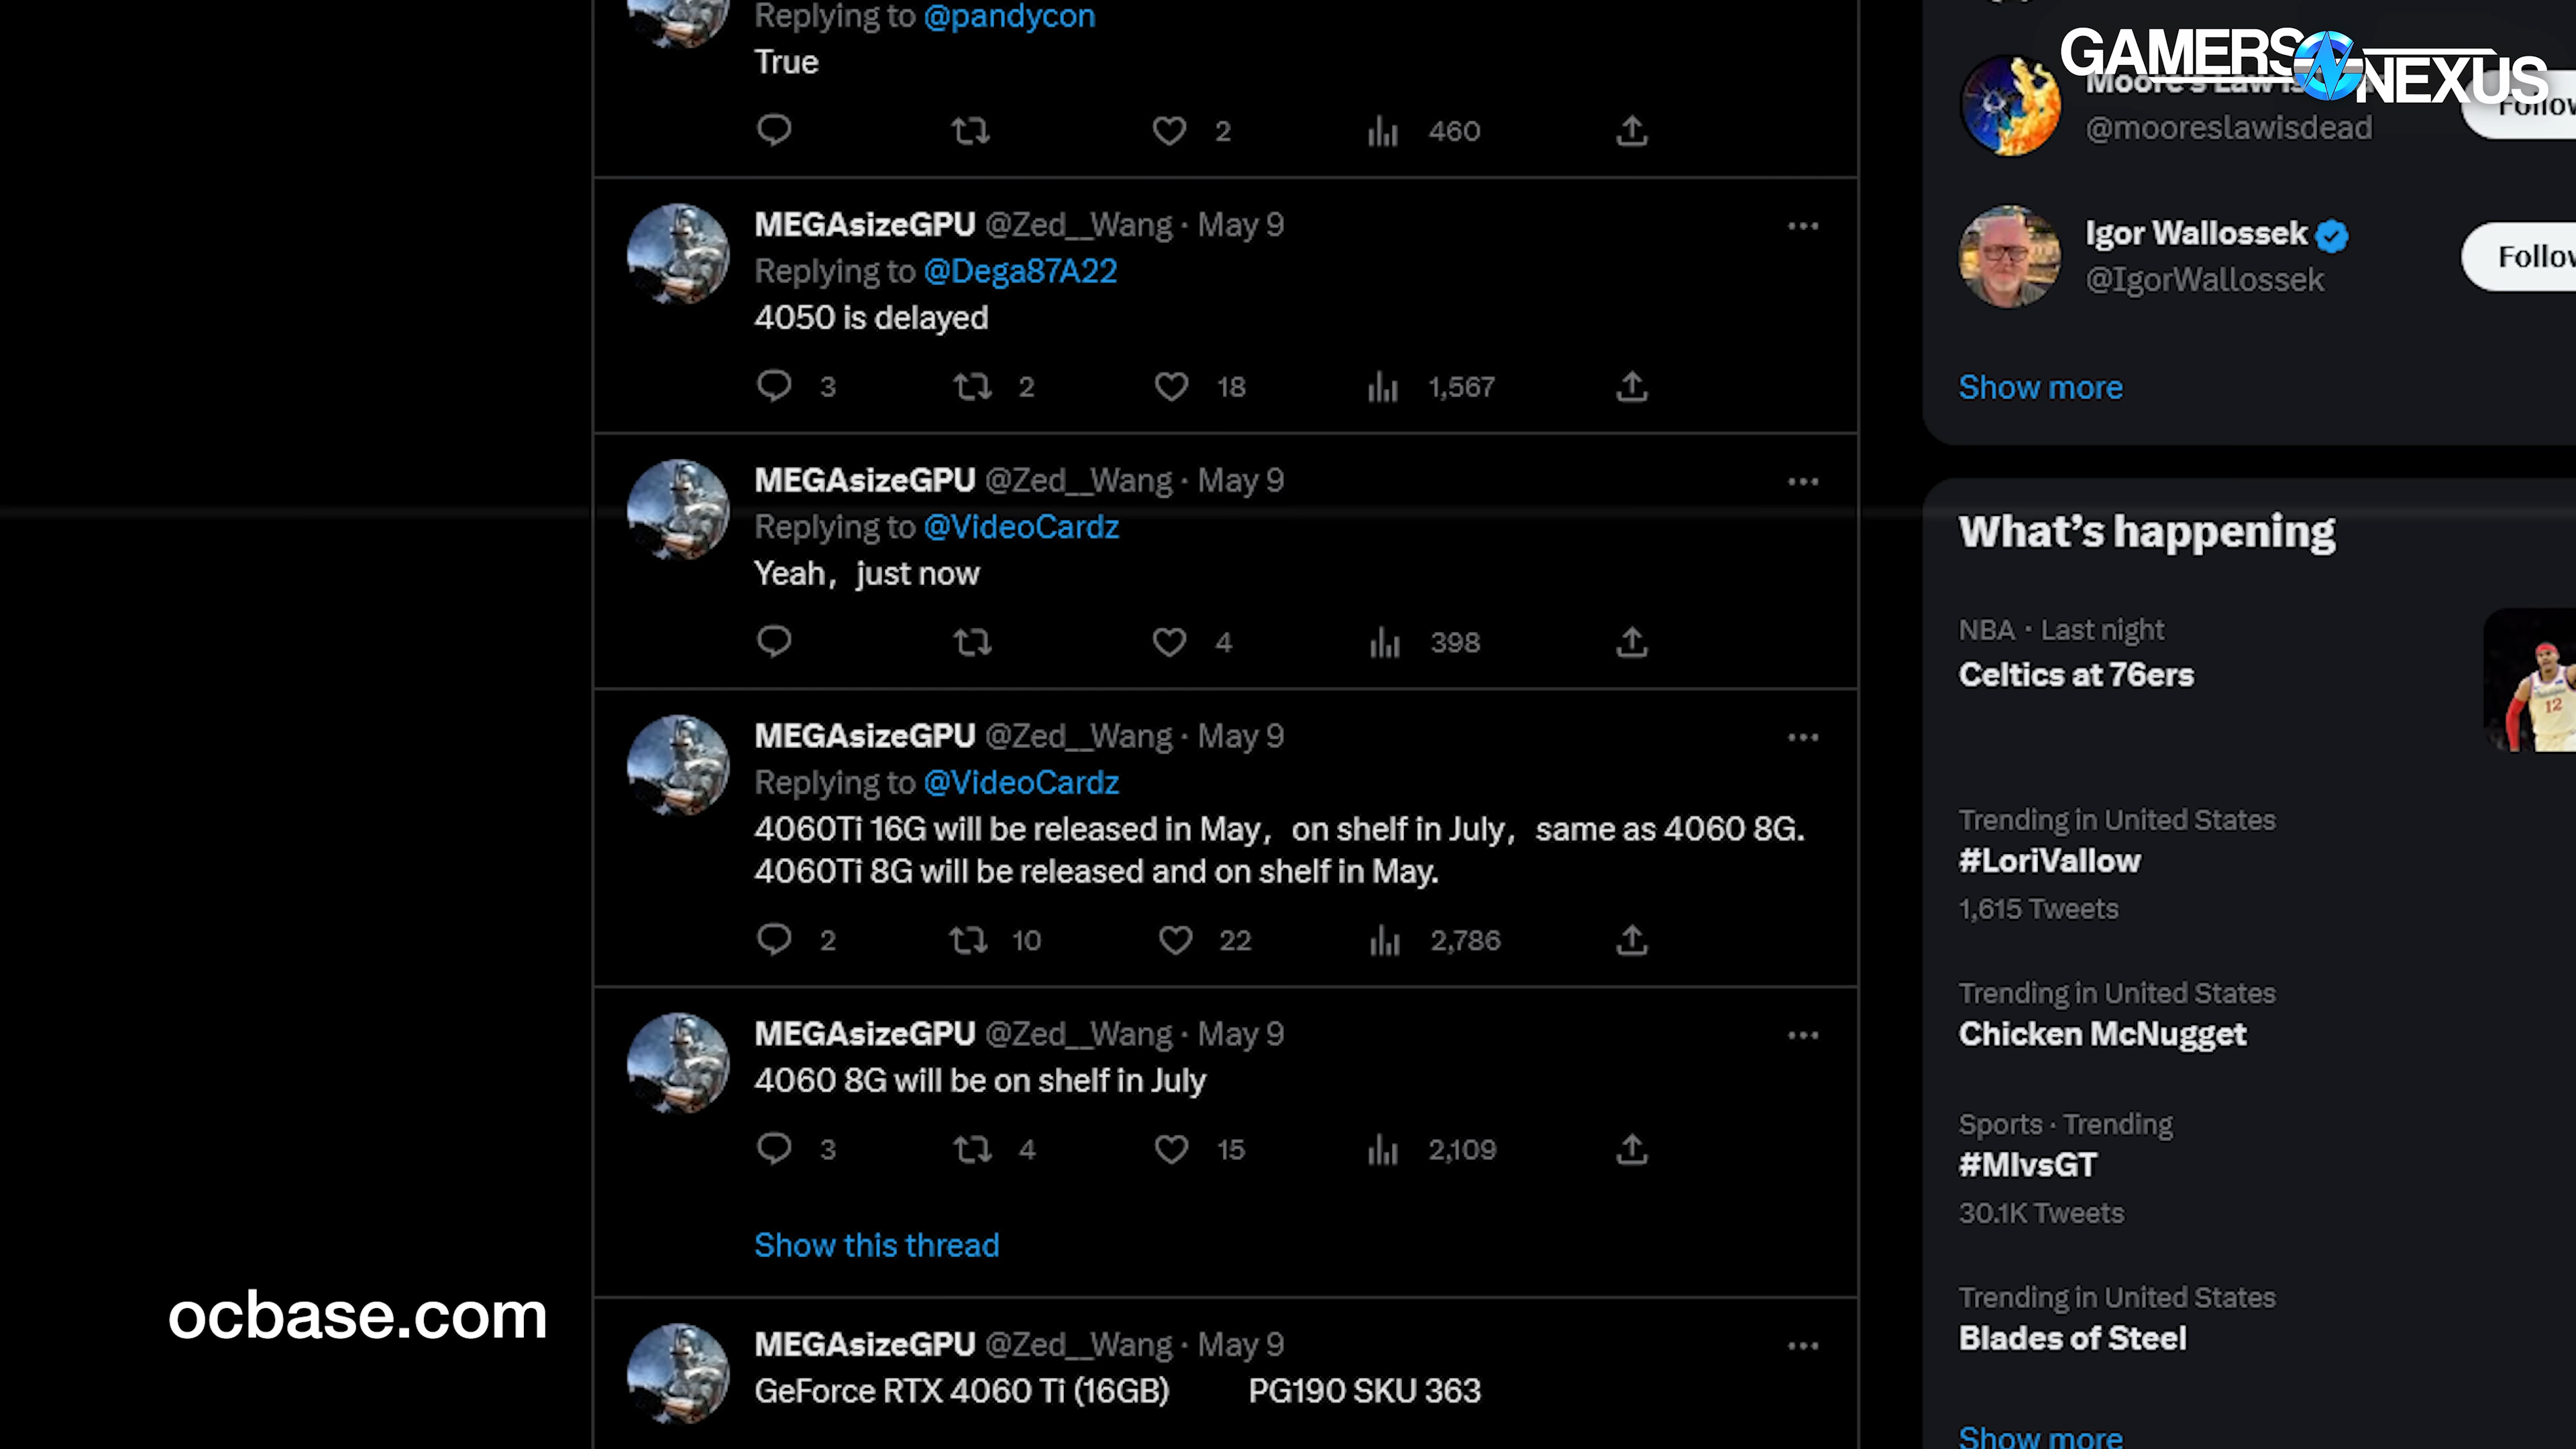 Replying to @pandycon
True
2 460
MEGAsizeGPU @Zed__Wang · May 9
Replying to @Dega87A22
4050 is delayed
3 2 18 1,567
MEGAsizeGPU @Zed__Wang · May 9
Replying to @VideoCardz
Yeah，just now
4 398
MEGAsizeGPU @Zed__Wang · May 9
Replying to @VideoCardz
4060Ti 16G will be released in May，on shelf in July，same as 4060 8G.
4060Ti 8G will be released and on shelf in May.
2 10 22 2,786
MEGAsizeGPU @Zed__Wang · May 9
4060 8G will be on shelf in July
3 4 15 2,109
Show this thread
MEGAsizeGPU @Zed__Wang · May 9
GeForce RTX 4060 Ti (16GB) PG190 SKU 363
ocbase.com
GAMERS NEXUS
Moore's Law Is
Follow
@mooreslawisdead
Igor Wallossek
@IgorWallossek
Follow
Show more
What's happening
NBA · Last night
Celtics at 76ers
12
Trending in United States
#LoriVallow
1,615 Tweets
Trending in United States
Chicken McNugget
Sports · Trending
#MIvsGT
30.1K Tweets
Trending in United States
Blades of Steel
Show more